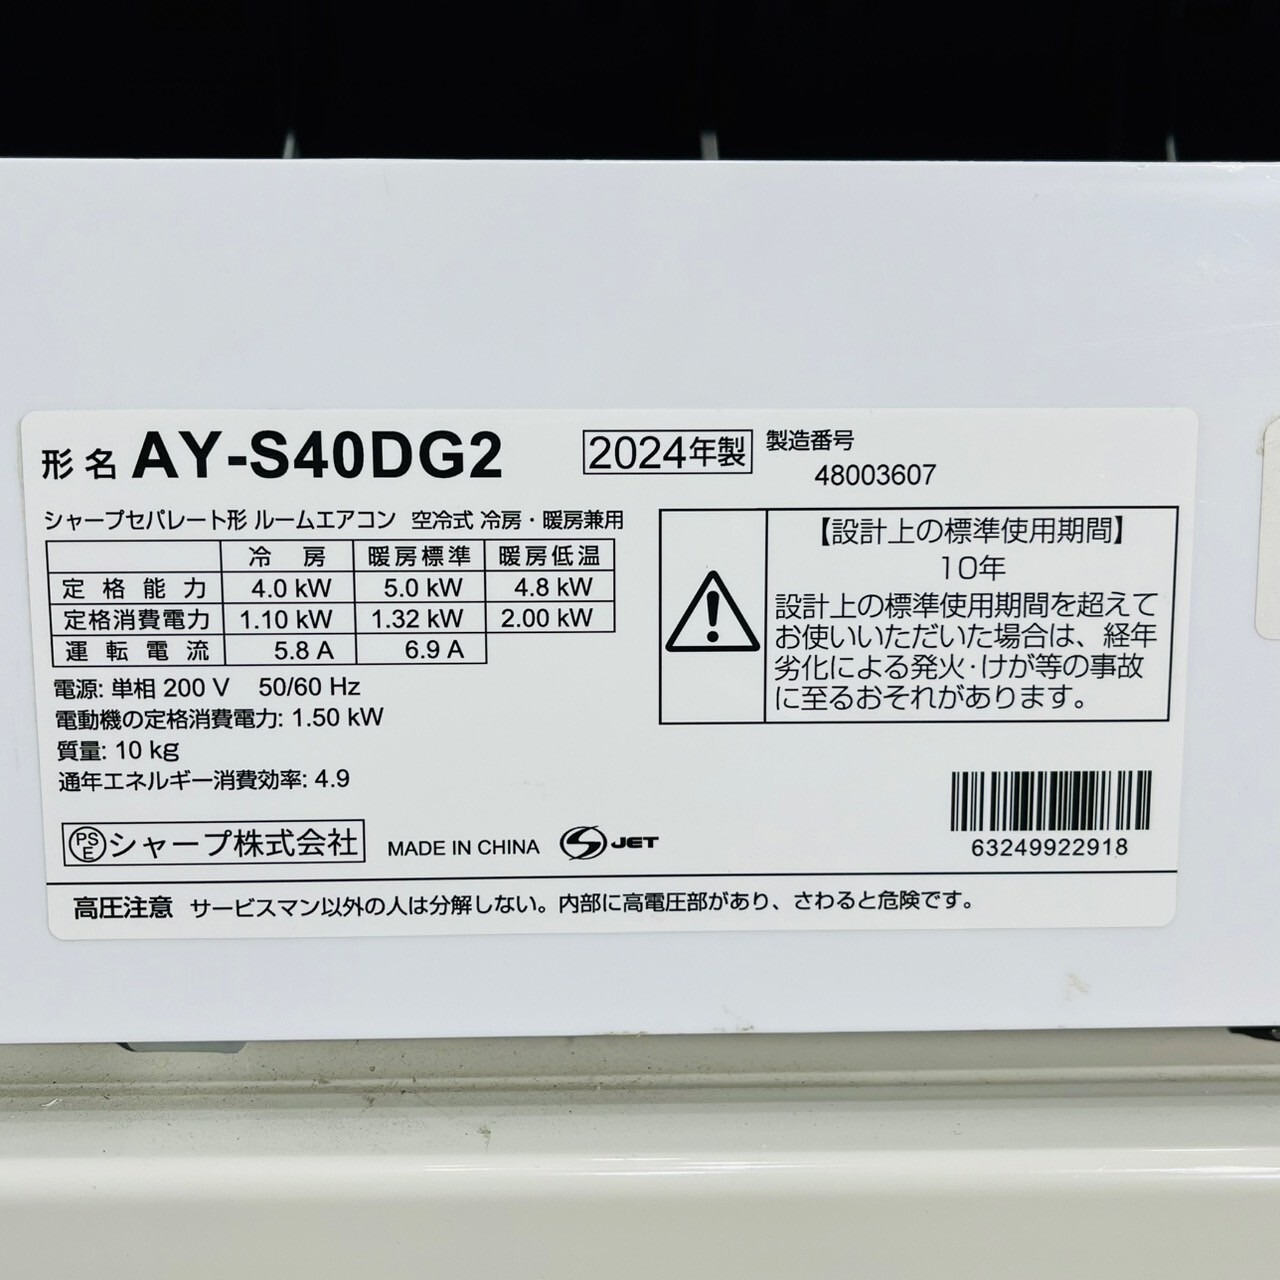 形名 AY-S40DG2
2024年製
製造番号
48003607
シャープセパレート形 ルームエアコン 空冷式 冷房・暖房兼用
冷房 暖房標準 暖房低温
定格能力 4.0 kW 5.0 kW 4.8 kW
定格消費電力 1.10 kW 1.32 kW 2.00 kW
運転電流 5.8 A 6.9 A
電源: 単相 200 V 50/60 Hz
電動機の定格消費電力: 1.50 kW
質量: 10 kg
通年エネルギー消費効率: 4.9
【設計上の標準使用期間】
10年
設計上の標準使用期間を超えて
お使いいただいた場合は、経年
劣化による発火・けが等の事故
に至るおそれがあります。
PSE シャープ株式会社 MADE IN CHINA S JET
63249922918
高圧注意 サービスマン以外の人は分解しない。内部に高電圧部があり、さわると危険です。